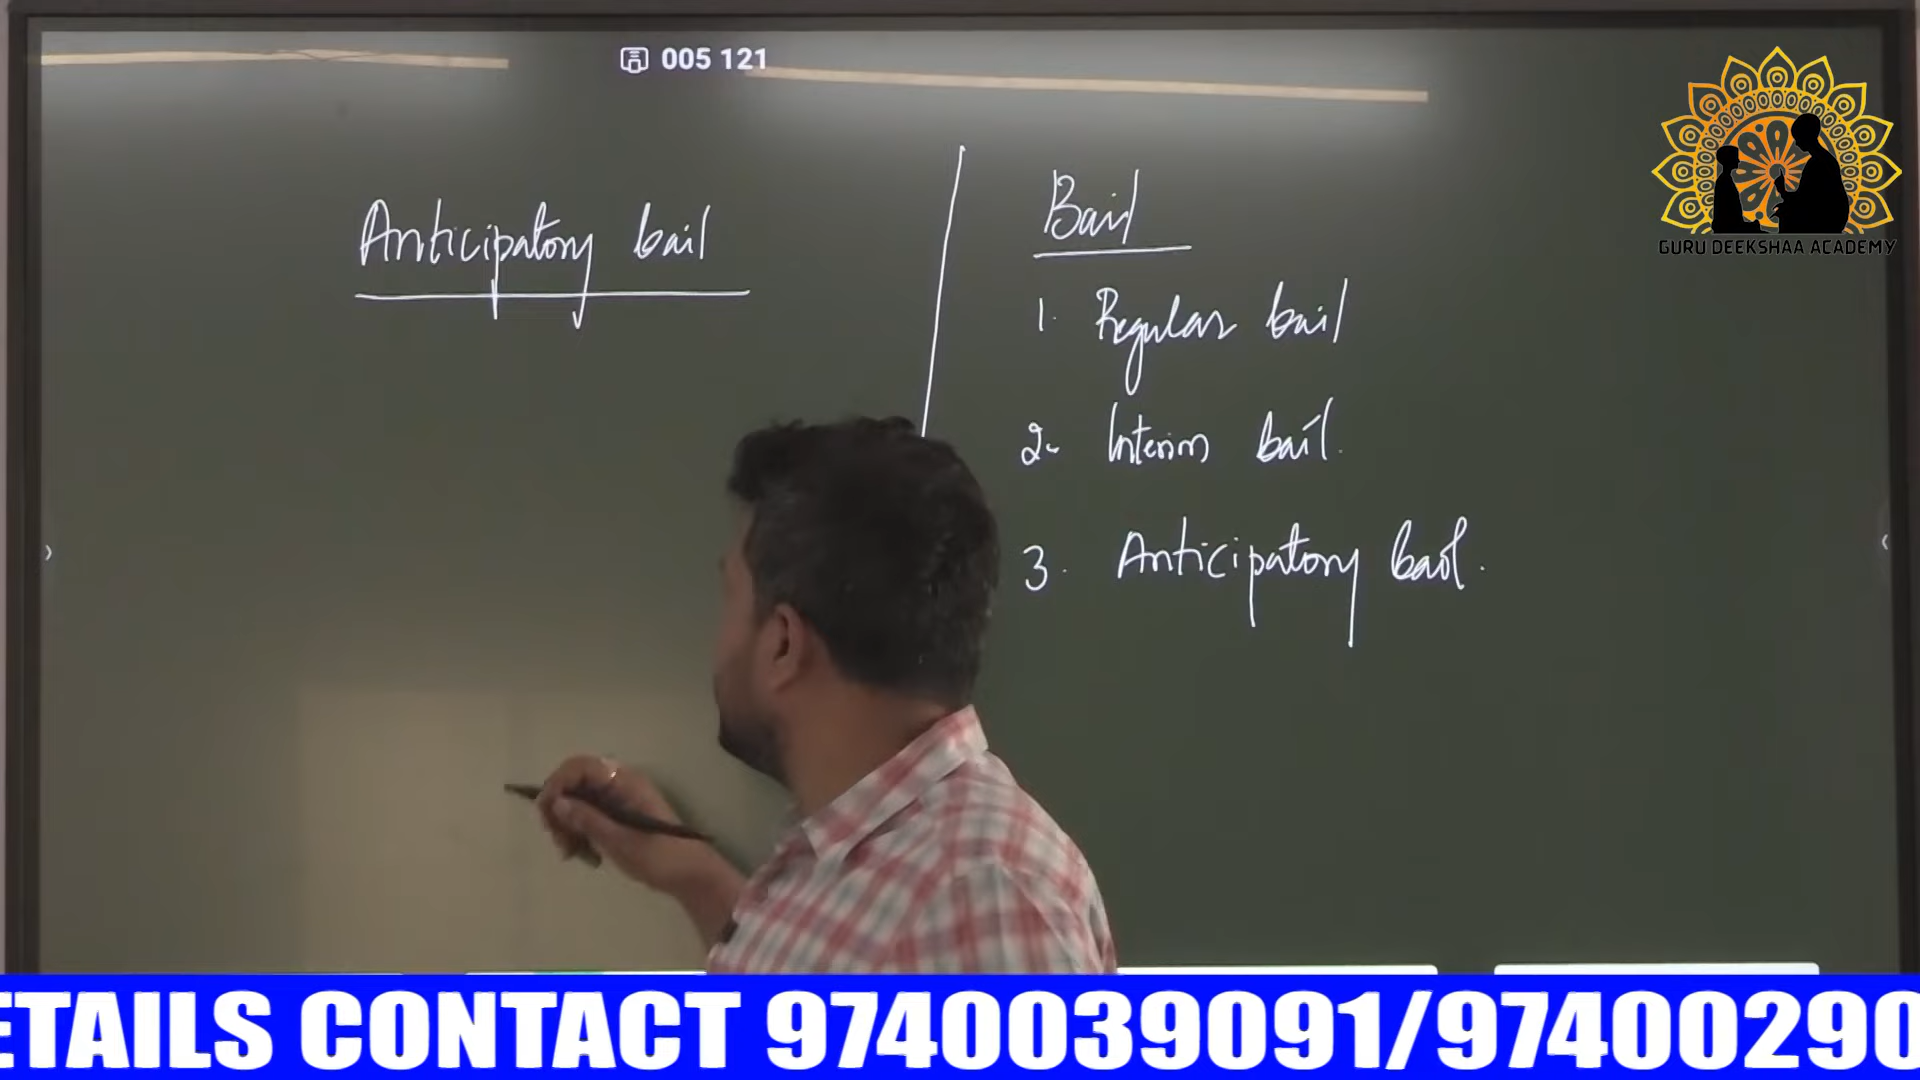 005 121
Anticipatory bail
Bail
1. Regular bail
2. Interim bail.
3. Anticipatory bail.
GURU DEEKSHAA ACADEMY
ETAILS CONTACT 9740039091/97400290